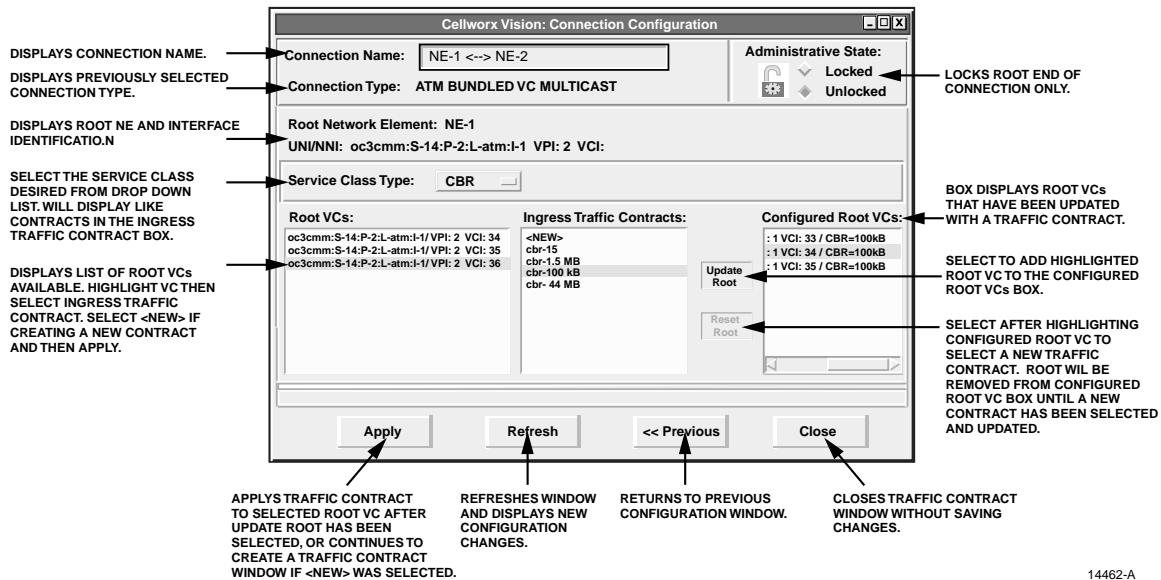 Cellworx Vision: Connection Configuration
DISPLAYS CONNECTION NAME.
Connection Name:
NE-1 <--> NE-2
Administrative State:
Locked
Unlocked
DISPLAYS PREVIOUSLY SELECTED
CONNECTION TYPE.
Connection Type: ATM BUNDLED VC MULTICAST
LOCKS ROOT END OF
CONNECTION ONLY.
DISPLAYS ROOT NE AND INTERFACE
IDENTIFICATIO.N
Root Network Element: NE-1
UNI/NNI: oc3cmm:S-14:P-2:L-atm:I-1 VPI: 2 VCI:
SELECT THE SERVICE CLASS
DESIRED FROM DROP DOWN
LIST. WILL DISPLAY LIKE
CONTRACTS IN THE INGRESS
TRAFFIC CONTRACT BOX.
Service Class Type:
CBR
DISPLAYS LIST OF ROOT VCs
AVAILABLE. HIGHLIGHT VC THEN
SELECT INGRESS TRAFFIC
CONTRACT. SELECT <NEW> IF
CREATING A NEW CONTRACT
AND THEN APPLY.
Root VCs:
oc3cmm:S-14:P-2:L-atm:I-1/ VPI: 2 VCI: 34
oc3cmm:S-14:P-2:L-atm:I-1/ VPI: 2 VCI: 35
oc3cmm:S-14:P-2:L-atm:I-1/ VPI: 2 VCI: 36
Ingress Traffic Contracts:
<NEW>
cbr-15
cbr-1.5 MB
cbr-100 kB
cbr- 44 MB
Update
Root
Reset
Root
Configured Root VCs:
: 1 VCI: 33 / CBR=100kB
: 1 VCI: 34 / CBR=100kB
: 1 VCI: 35 / CBR=100kB
BOX DISPLAYS ROOT VCs
THAT HAVE BEEN UPDATED
WITH A TRAFFIC CONTRACT.
SELECT TO ADD HIGHLIGHTED
ROOT VC TO THE CONFIGURED
ROOT VCs BOX.
SELECT AFTER HIGHLIGHTING
CONFIGURED ROOT VC TO
SELECT A NEW TRAFFIC
CONTRACT. ROOT WIL BE
REMOVED FROM CONFIGURED
ROOT VC BOX UNTIL A NEW
CONTRACT HAS BEEN SELECTED
AND UPDATED.
Apply
Refresh
<< Previous
Close
APPLYS TRAFFIC CONTRACT
TO SELECTED ROOT VC AFTER
UPDATE ROOT HAS BEEN
SELECTED, OR CONTINUES TO
CREATE A TRAFFIC CONTRACT
WINDOW IF <NEW> WAS SELECTED.
REFRESHES WINDOW
AND DISPLAYS NEW
CONFIGURATION
CHANGES.
RETURNS TO PREVIOUS
CONFIGURATION WINDOW.
CLOSES TRAFFIC CONTRACT
WINDOW WITHOUT SAVING
CHANGES.
14462-A